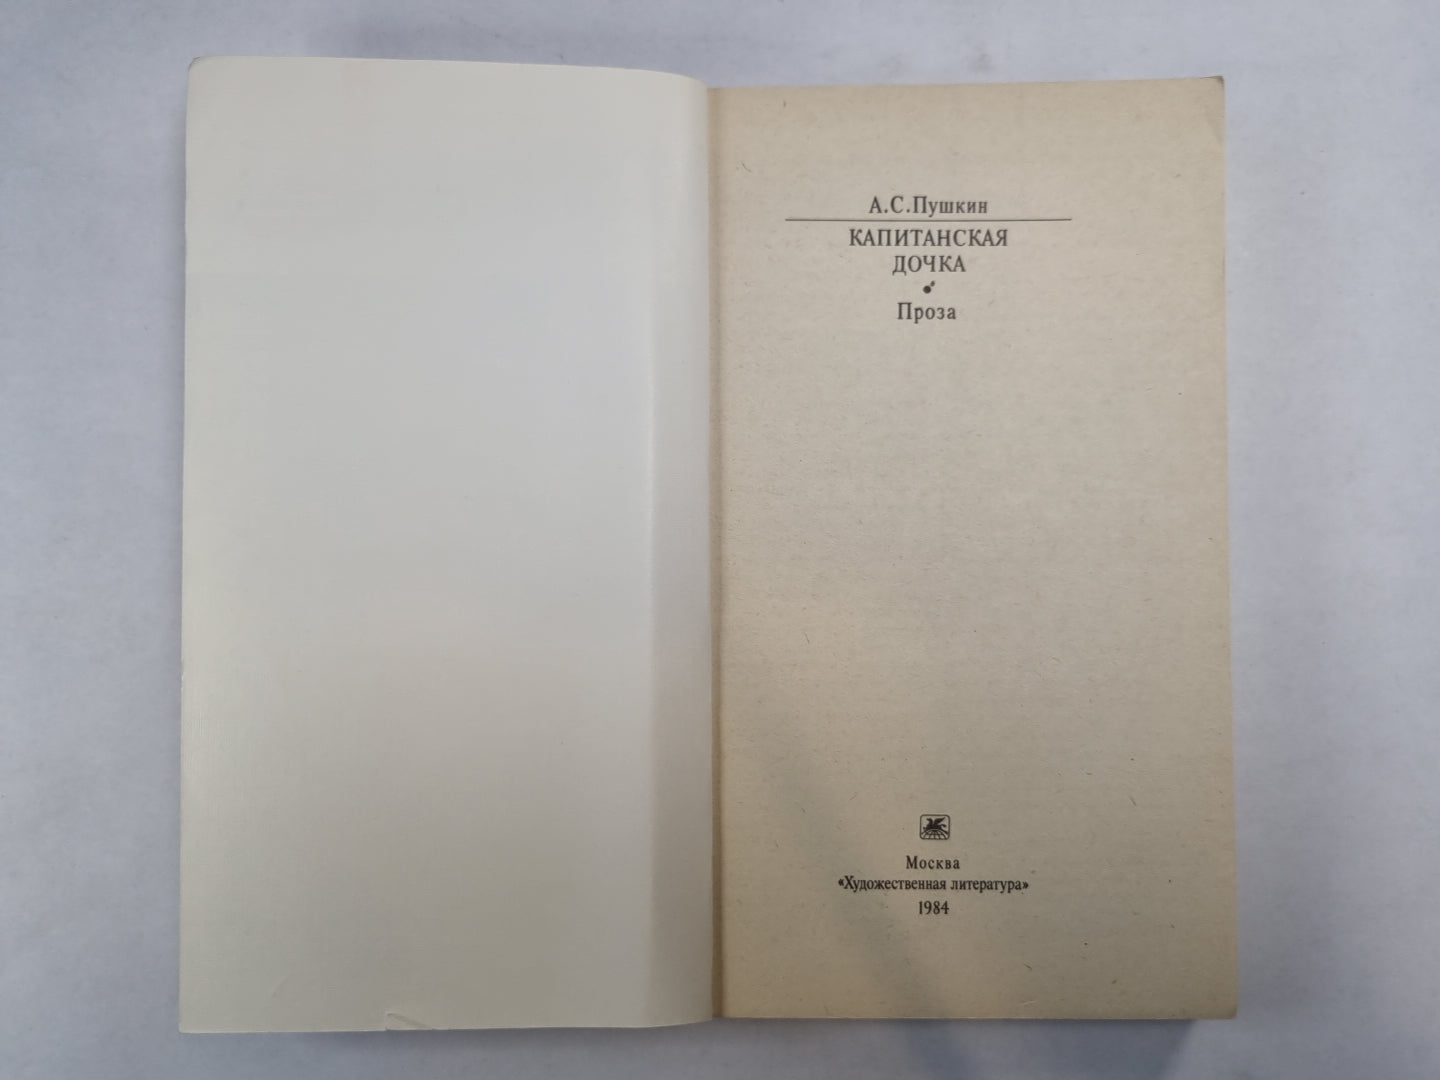 А.С.Пушкин
КАПИТАНСКАЯ
ДОЧКА
Проза
Москва
«Художественная литература»
1984